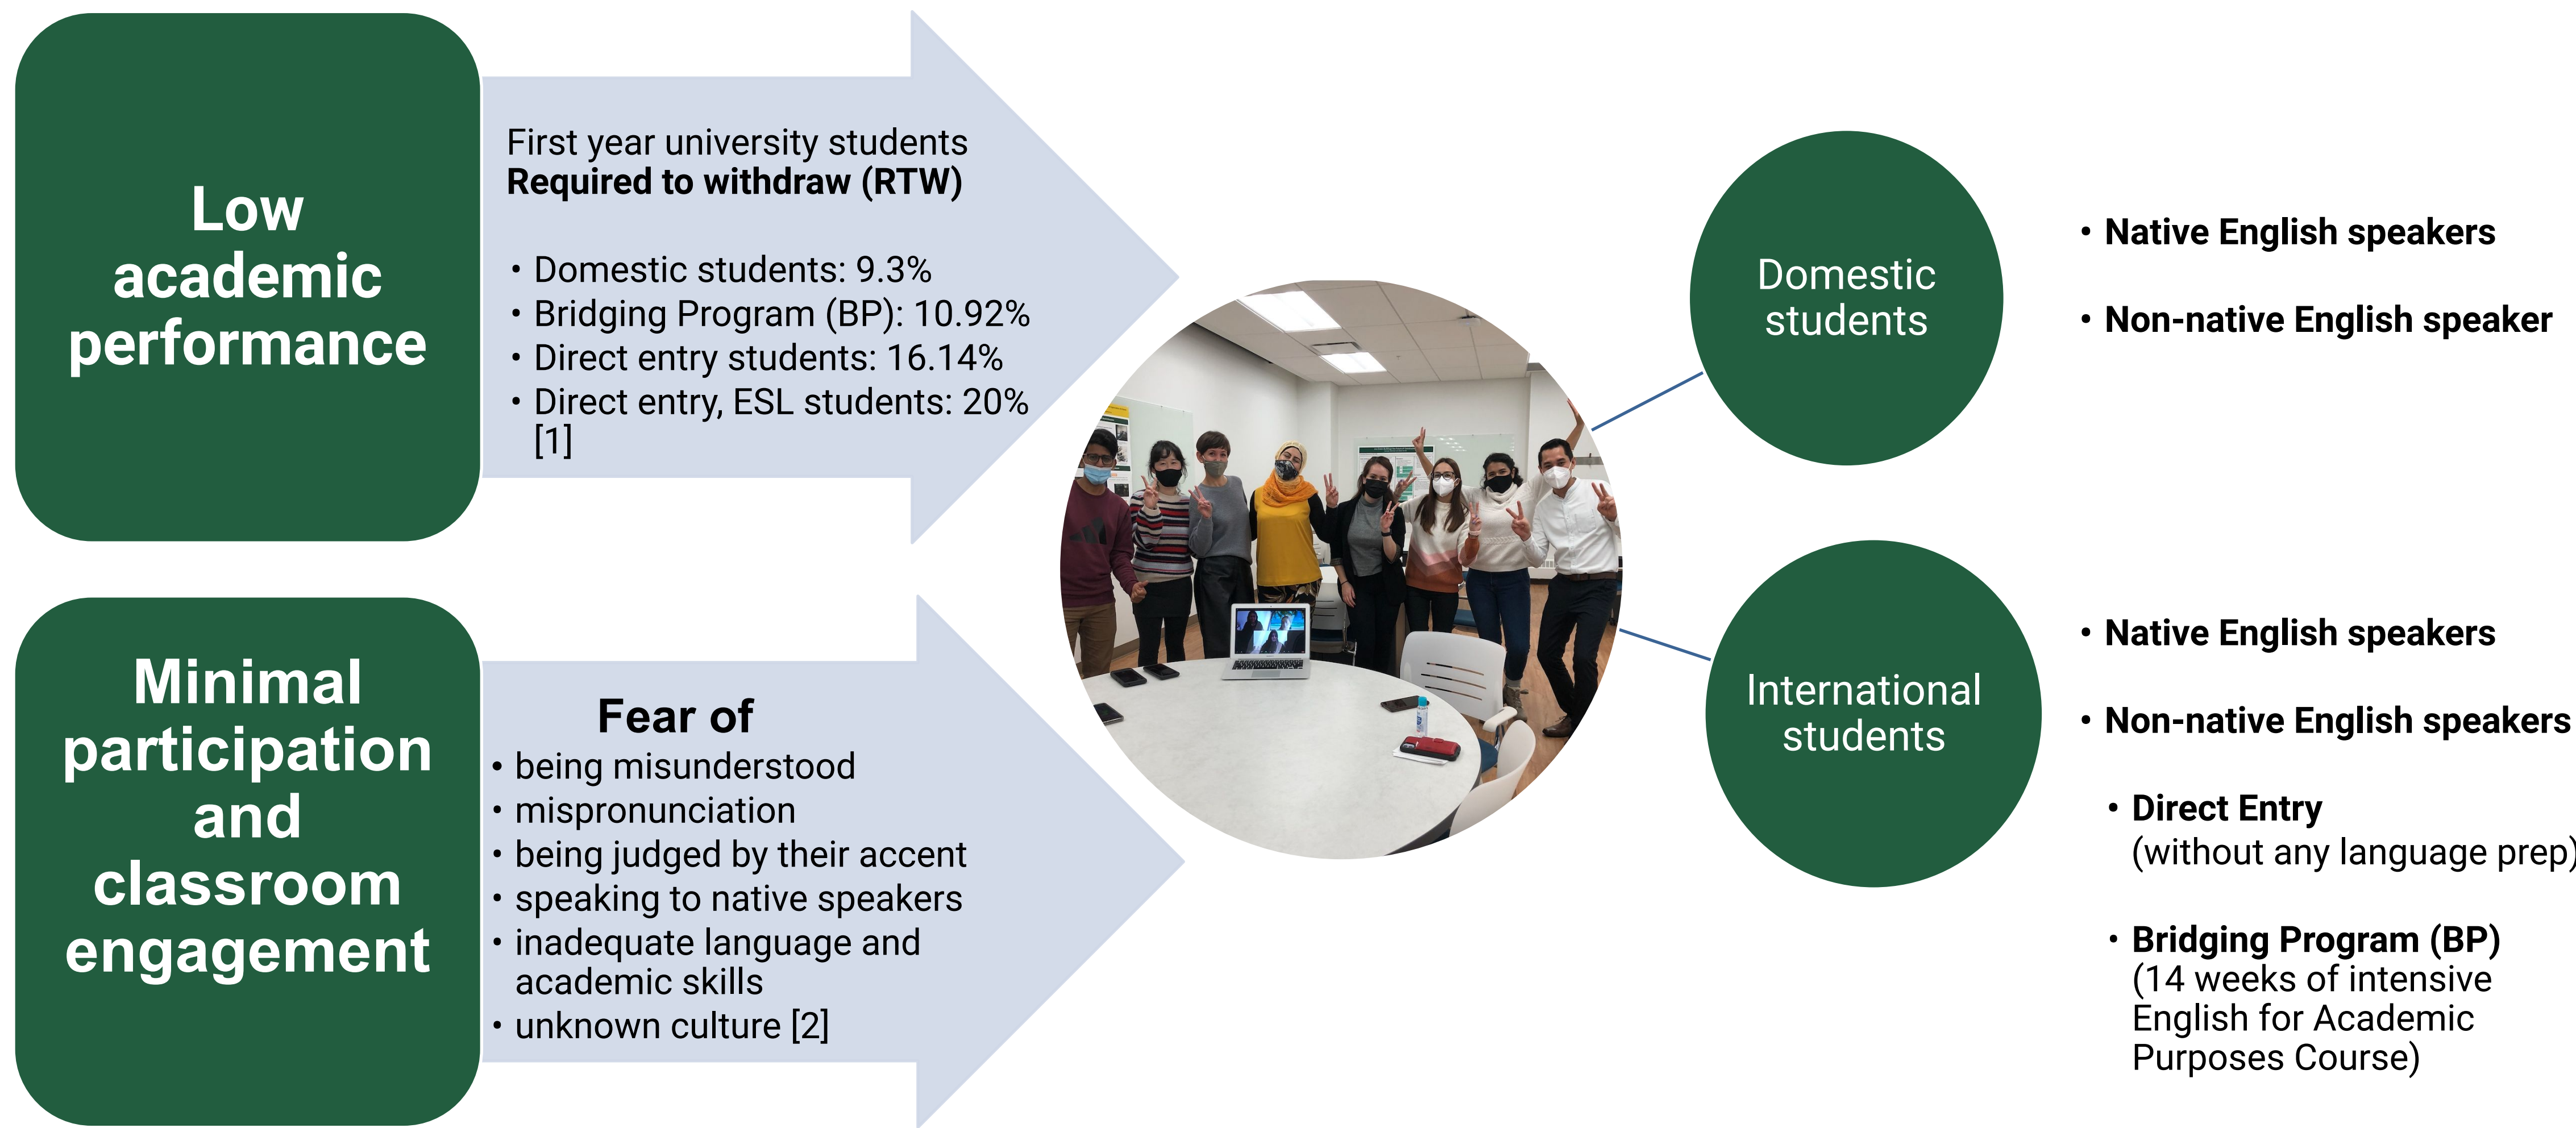 Low
academic
performance
First year university students
Required to withdraw (RTW)
• Domestic students: 9.3%
• Bridging Program (BP): 10.92%
• Direct entry students: 16.14%
• Direct entry, ESL students: 20%
[1]
Minimal
participation
and
classroom
engagement
Fear of
• being misunderstood
• mispronunciation
• being judged by their accent
• speaking to native speakers
• inadequate language and
academic skills
• unknown culture [2]
Domestic
students
• Native English speakers
• Non-native English speaker
International
students
• Native English speakers
• Non-native English speakers
• Direct Entry
(without any language prep)
• Bridging Program (BP)
(14 weeks of intensive
English for Academic
Purposes Course)